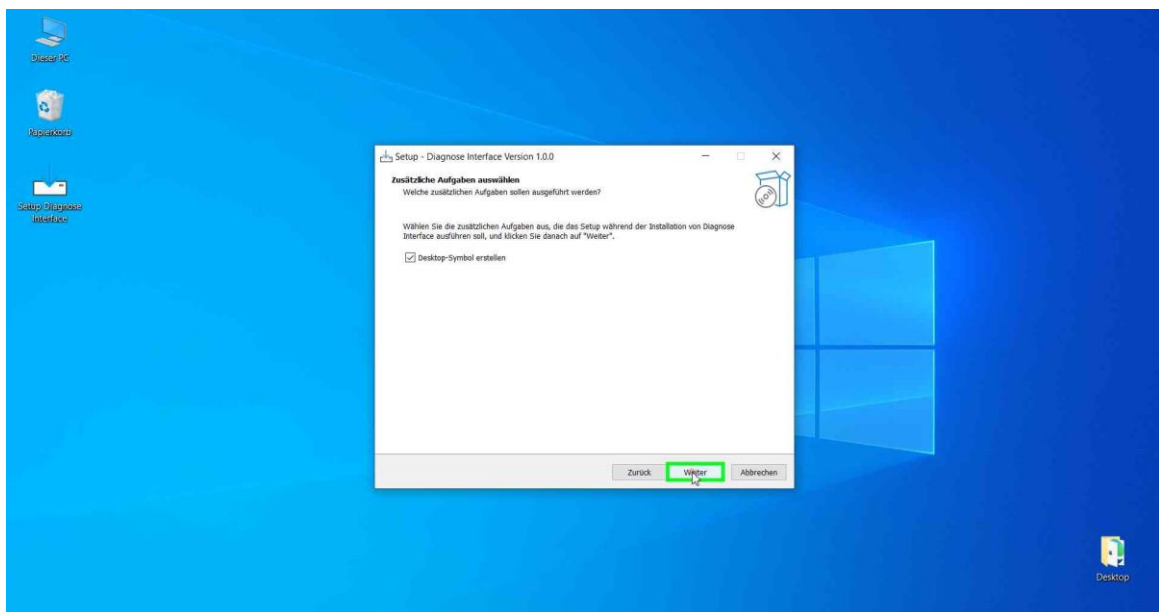 Dieser PC
Papierkorb
Setup Diagnose
Interface
Setup - Diagnose Interface Version 1.0.0
Zusätzliche Aufgaben auswählen
Welche zusätzlichen Aufgaben sollen ausgeführt werden?
Wählen Sie die zusätzlichen Aufgaben aus, die das Setup während der Installation von Diagnose
Interface ausführen soll, und klicken Sie danach auf "Weiter".
Desktop-Symbol erstellen
Zurück
Weiter
Abbrechen
Desktop